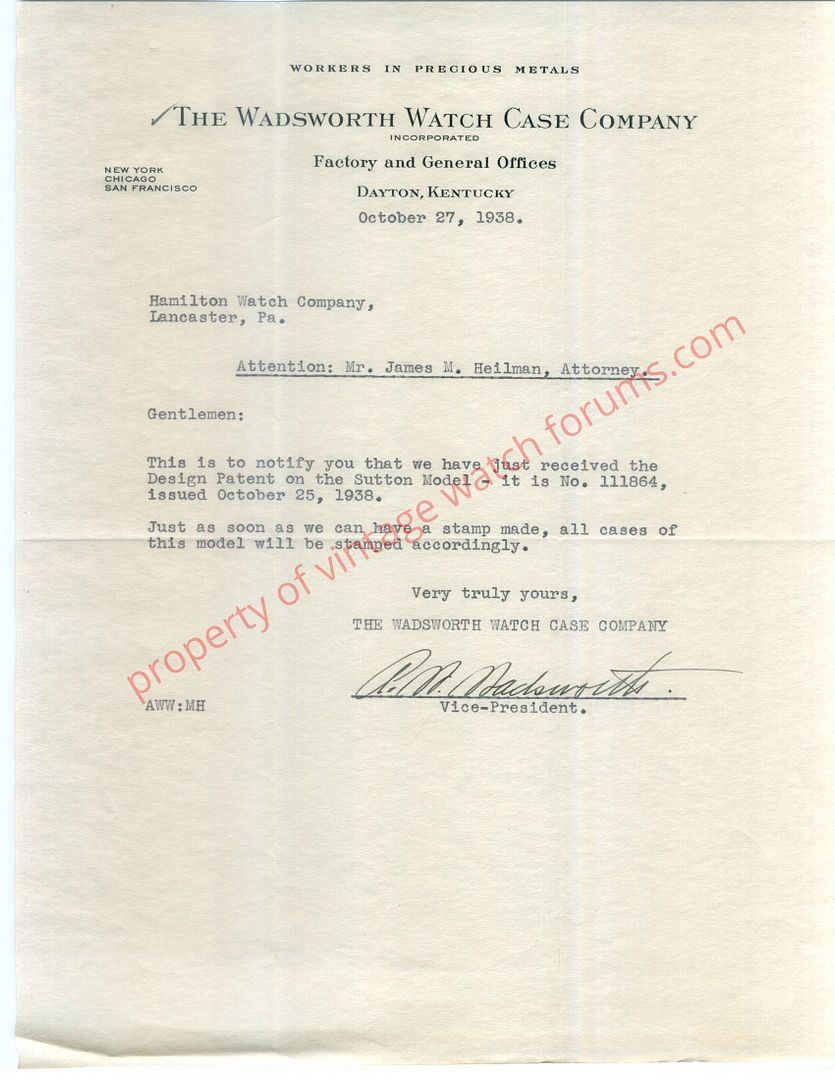 WORKERS IN PRECIOUS METALS
✓THE WADSWORTH WATCH CASE COMPANY
INCORPORATED
Factory and General Offices
NEW YORK
CHICAGO
SAN FRANCISCO
DAYTON, KENTUCKY
October 27, 1938.
Hamilton Watch Company,
Lancaster, Pa.
Attention: Mr. James M. Heilman, Attorney.
Gentlemen:
This is to notify you that we have just received the
Design Patent on the Sutton Model - it is No. 111864,
issued October 25, 1938.
Just as soon as we can have a stamp made, all cases of
this model will be stamped accordingly.
Very truly yours,
THE WADSWORTH WATCH CASE COMPANY
A. W. Wadsworth.
AWW:MH
Vice-President.
property of vintage watch forums.com